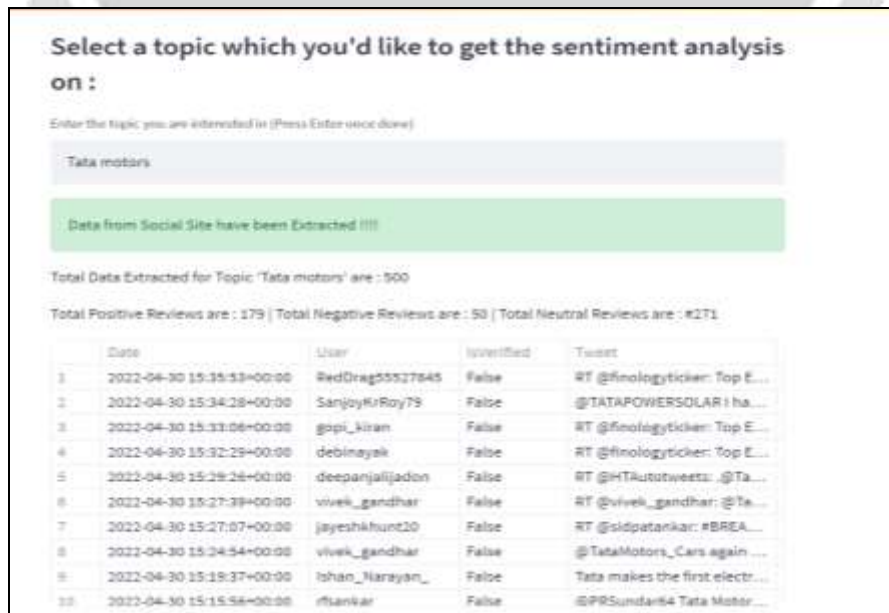 Select a topic which you'd like to get the sentiment analysis
on :
Enter the topic you are interested in (Press Enter once done)
Tata motors
Data from Social Site have been Extracted !!!!
Total Data Extracted for Topic 'Tata motors' are : 500
Total Positive Reviews are : 179 | Total Negative Reviews are : 50 | Total Neutral Reviews are : #271
Date User IsVerified Tweet
1 2022-04-30 15:35:53+00:00 RedDrag55527845 False RT @finologyticker: Top E...
2 2022-04-30 15:34:28+00:00 SanjoyKrRoy79 False @TATAPOWERSOLAR I ha...
3 2022-04-30 15:33:06+00:00 gopi_kiran False RT @finologyticker: Top E...
4 2022-04-30 15:32:29+00:00 debinayak False RT @finologyticker: Top E...
5 2022-04-30 15:29:26+00:00 deepanjalijadon False RT @HTAutotweets: .@Ta...
6 2022-04-30 15:27:39+00:00 vivek_gandhar False RT @vivek_gandhar: @Ta...
7 2022-04-30 15:27:07+00:00 jayeshkhunt20 False RT @sidpatankar: #BREA...
8 2022-04-30 15:24:54+00:00 vivek_gandhar False @TataMotors_Cars again ...
9 2022-04-30 15:19:37+00:00 Ishan_Narayan_ False Tata makes the first electr...
10 2022-04-30 15:15:56+00:00 rfsankar False @PRSundar64 Tata Motor...